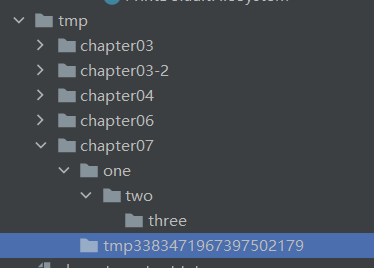 tmp
chapter03
chapter03-2
chapter04
chapter06
chapter07
one
two
three
tmp3383471967397502179